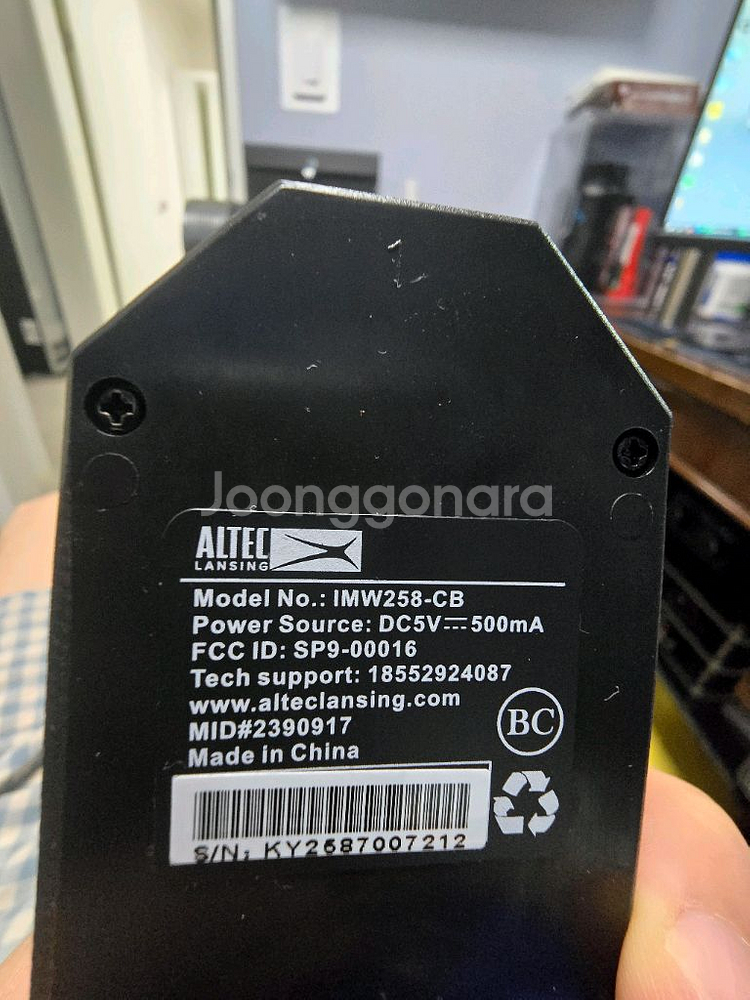 Joonggonara
ALTEC
LANSING
Model No.: IMW258-CB
Power Source: DC5V⎓500mA
FCC ID: SP9-00016
Tech support: 18552924087
www.alteclansing.com
MID#2390917
BC
Made in China
S/N: KY2587007212